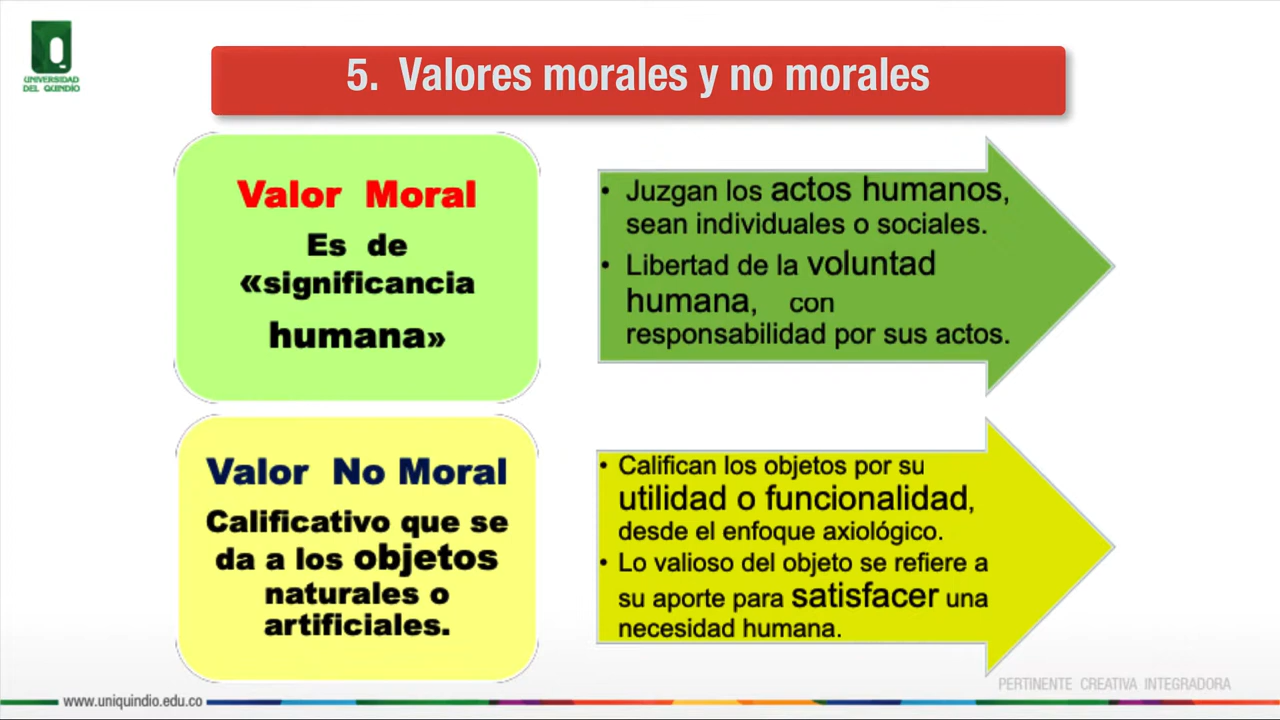 UNIVERSIDAD
DEL QUINDÍO
5. Valores morales y no morales
Valor Moral
Es de
«significancia
humana»
• Juzgan los actos humanos,
sean individuales o sociales.
• Libertad de la voluntad
humana, con
responsabilidad por sus actos.
Valor No Moral
Calificativo que se
da a los objetos
naturales o
artificiales.
• Califican los objetos por su
utilidad o funcionalidad,
desde el enfoque axiológico.
• Lo valioso del objeto se refiere a
su aporte para satisfacer una
necesidad humana.
PERTINENTE CREATIVA INTEGRADORA
www.uniquindio.edu.co